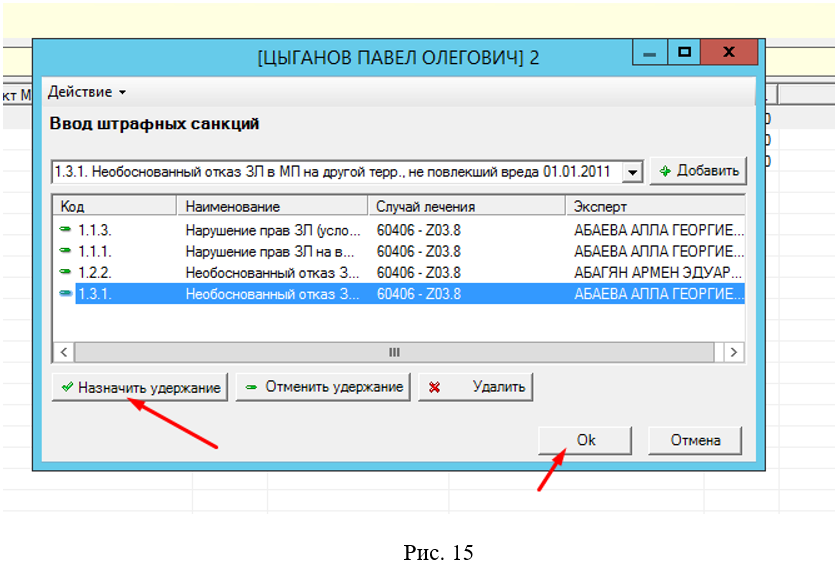 [ЦЫГАНОВ ПАВЕЛ ОЛЕГОВИЧ] 2
Действие
кт М
Ввод штрафных санкций
1.3.1. Необоснованный отказ ЗЛ в МП на другой терр., не повлекший вреда 01.01.2011 Добавить
Код Наименование Случай лечения Эксперт
1.1.3. Нарушение прав ЗЛ (усло... 60406 - Z03.8 АБАЕВА АЛЛА ГЕОРГИЕ...
1.1.1. Нарушение прав ЗЛ на в... 60406 - Z03.8 АБАЕВА АЛЛА ГЕОРГИЕ...
1.2.2. Необоснованный отказ З... 60406 - Z03.8 АБАГЯН АРМЕН ЭДУАР...
1.3.1. Необоснованный отказ З... 60406 - Z03.8 АБАЕВА АЛЛА ГЕОРГИЕ...
Назначить удержание Отменить удержание Удалить
Ok Отмена
Рис. 15